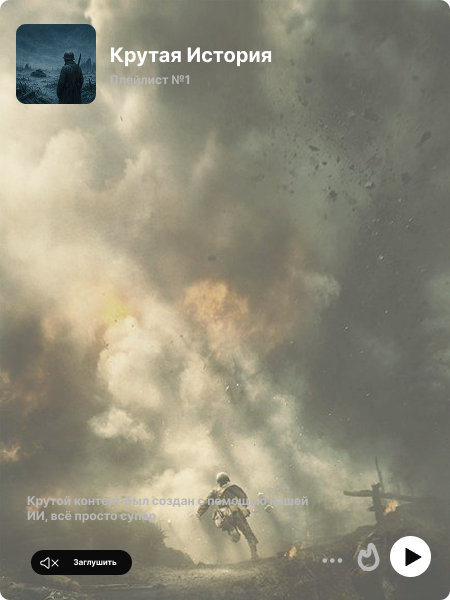 Крутая История
Плейлист №1
Крутой контент был создан с помощью нашей
ИИ, всё просто супер
Заглушить